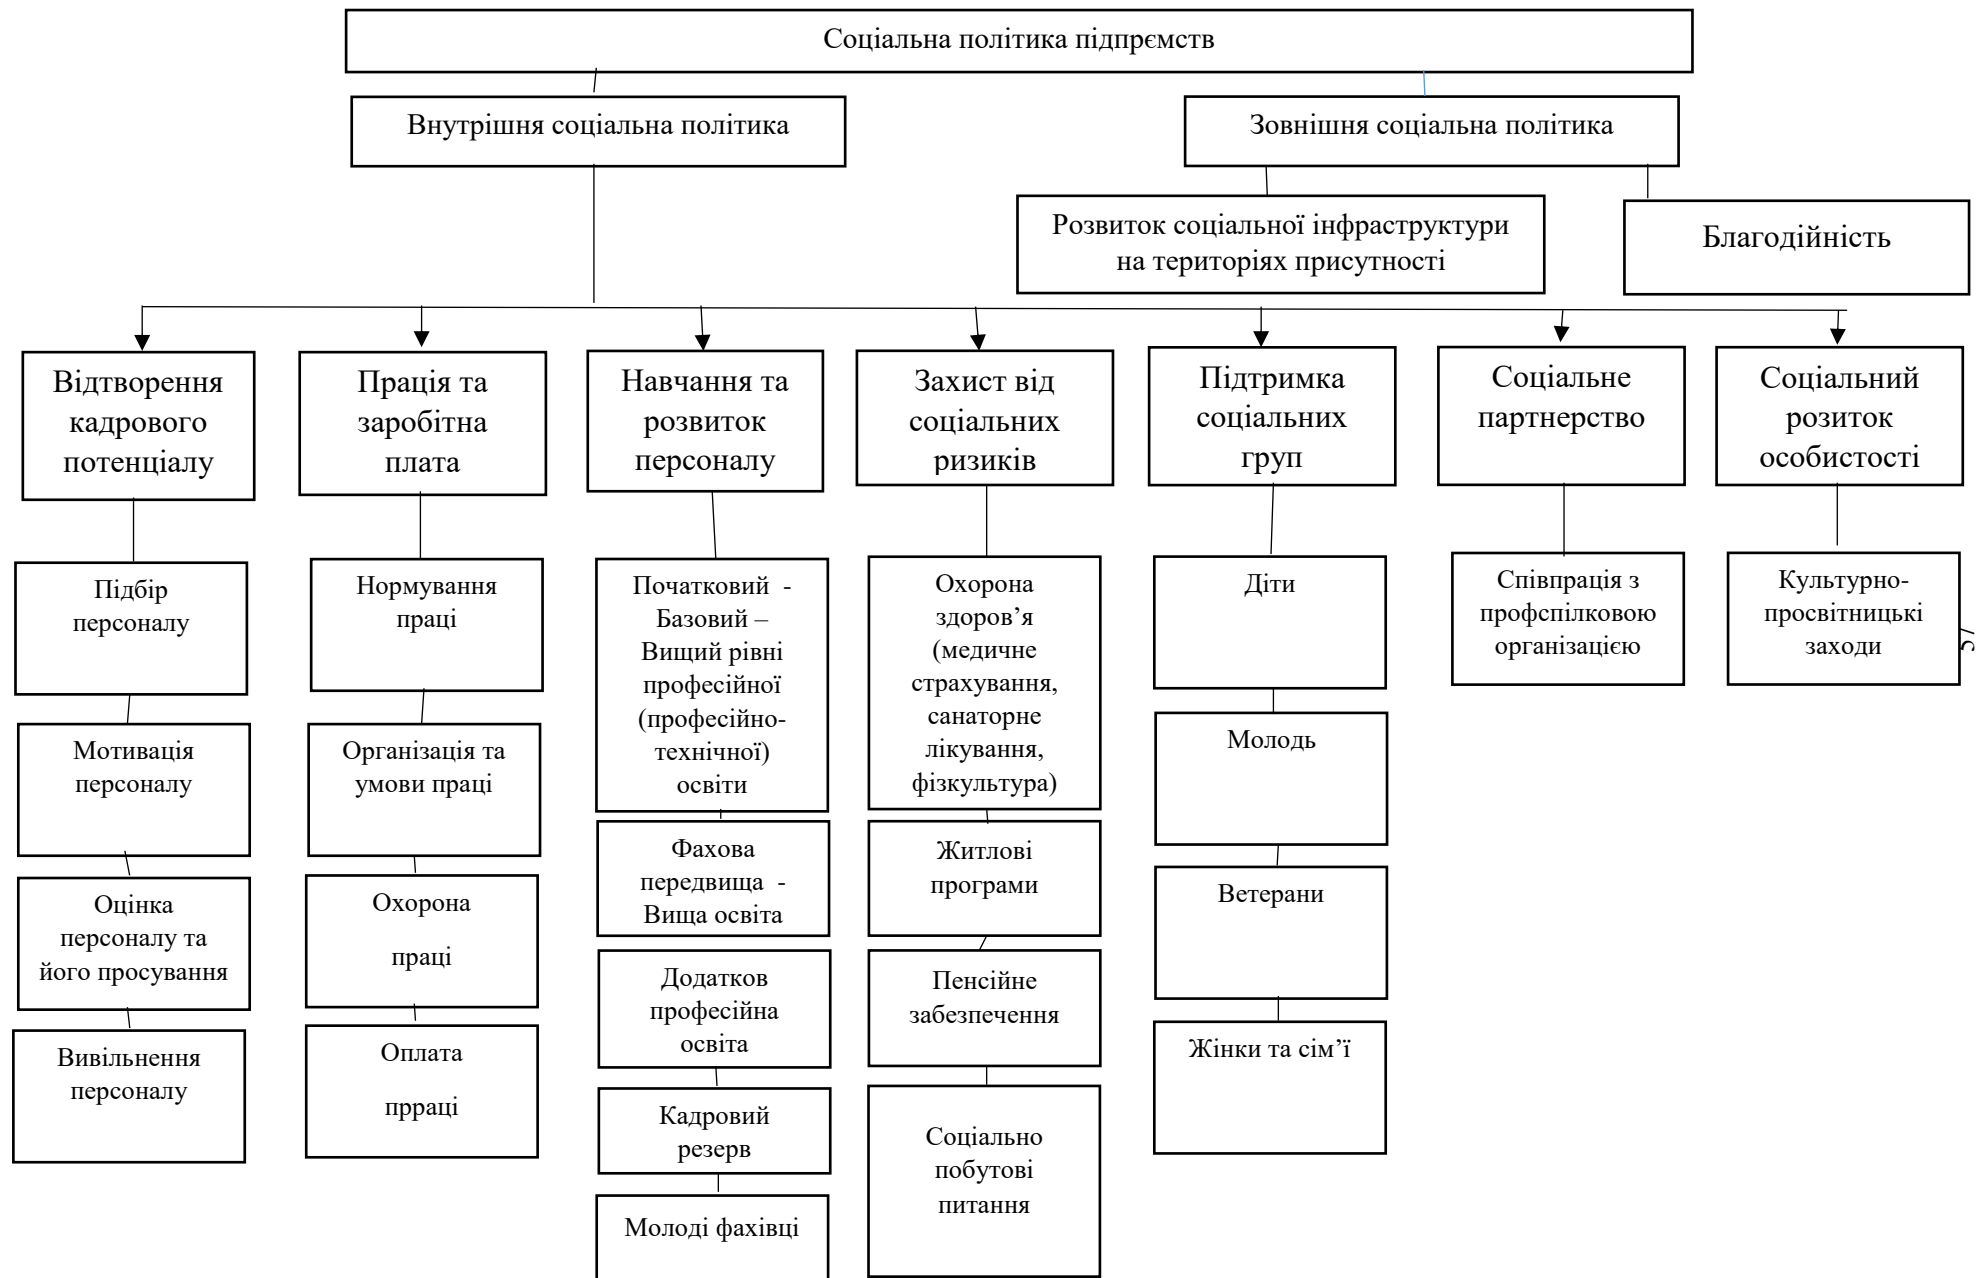 Соціальна політика підпрємств
Внутрішня соціальна політика
Зовнішня соціальна політика
Розвиток соціальної інфраструктури
на територіях присутності
Благодійність
Відтворення
кадрового
потенціалу
Прація та
заробітна
плата
Навчання та
розвиток
персоналу
Захист від
соціальних
ризиків
Підтримка
соціальних
груп
Соціальне
партнерство
Соціальний
розиток
особистості
Підбір
персоналу
Мотивація
персоналу
Оцінка
персоналу та
його просування
Вивільнення
персоналу
Нормування
праці
Організація та
умови праці
Охорона
праці
Оплата
прраці
Початковий -
Базовий –
Вищий рівні
професійної
(професійно-
технічної)
освіти
Фахова
передвища -
Вища освіта
Додатков
професійна
освіта
Кадровий
резерв
Молоді фахівці
Охорона
здоров’я
(медичне
страхування,
санаторне
лікування,
фізкультура)
Житлові
програми
Пенсійне
забезпечення
Соціально
побутові
питання
Діти
Молодь
Ветерани
Жінки та сім’ї
Співпраця з
профспілковою
організацією
Культурно-
просвітницькі
заходи